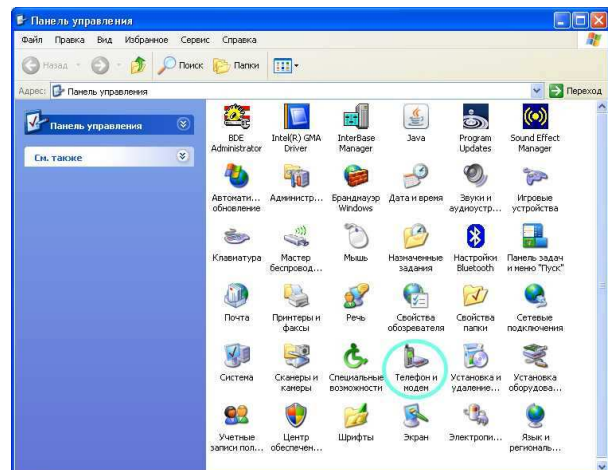 Панель управления
Файл Правка Вид Избранное Сервис Справка
Назад Поиск Папки
Адрес: Панель управления Переход
Панель управления
См. также
BDE Administrator
Intel(R) GMA Driver
InterBase Manager
Java
Program Updates
Sound Effect Manager
Автомати... обновление
Администр...
Брандмауэр Windows
Дата и время
Звуки и аудиоустр...
Игровые устройства
Клавиатура
Мастер беспровод...
Мышь
Назначенные задания
Настройки Bluetooth
Панель задач и меню "Пуск"
Почта
Принтеры и факсы
Речь
Свойства обозревателя
Свойства папки
Сетевые подключения
Система
Сканеры и камеры
Специальные возможности
Телефон и модем
Установка и удаление...
Установка оборудова...
Учетные записи пол...
Центр обеспечен...
Шрифты
Экран
Электропи...
Язык и региональ...